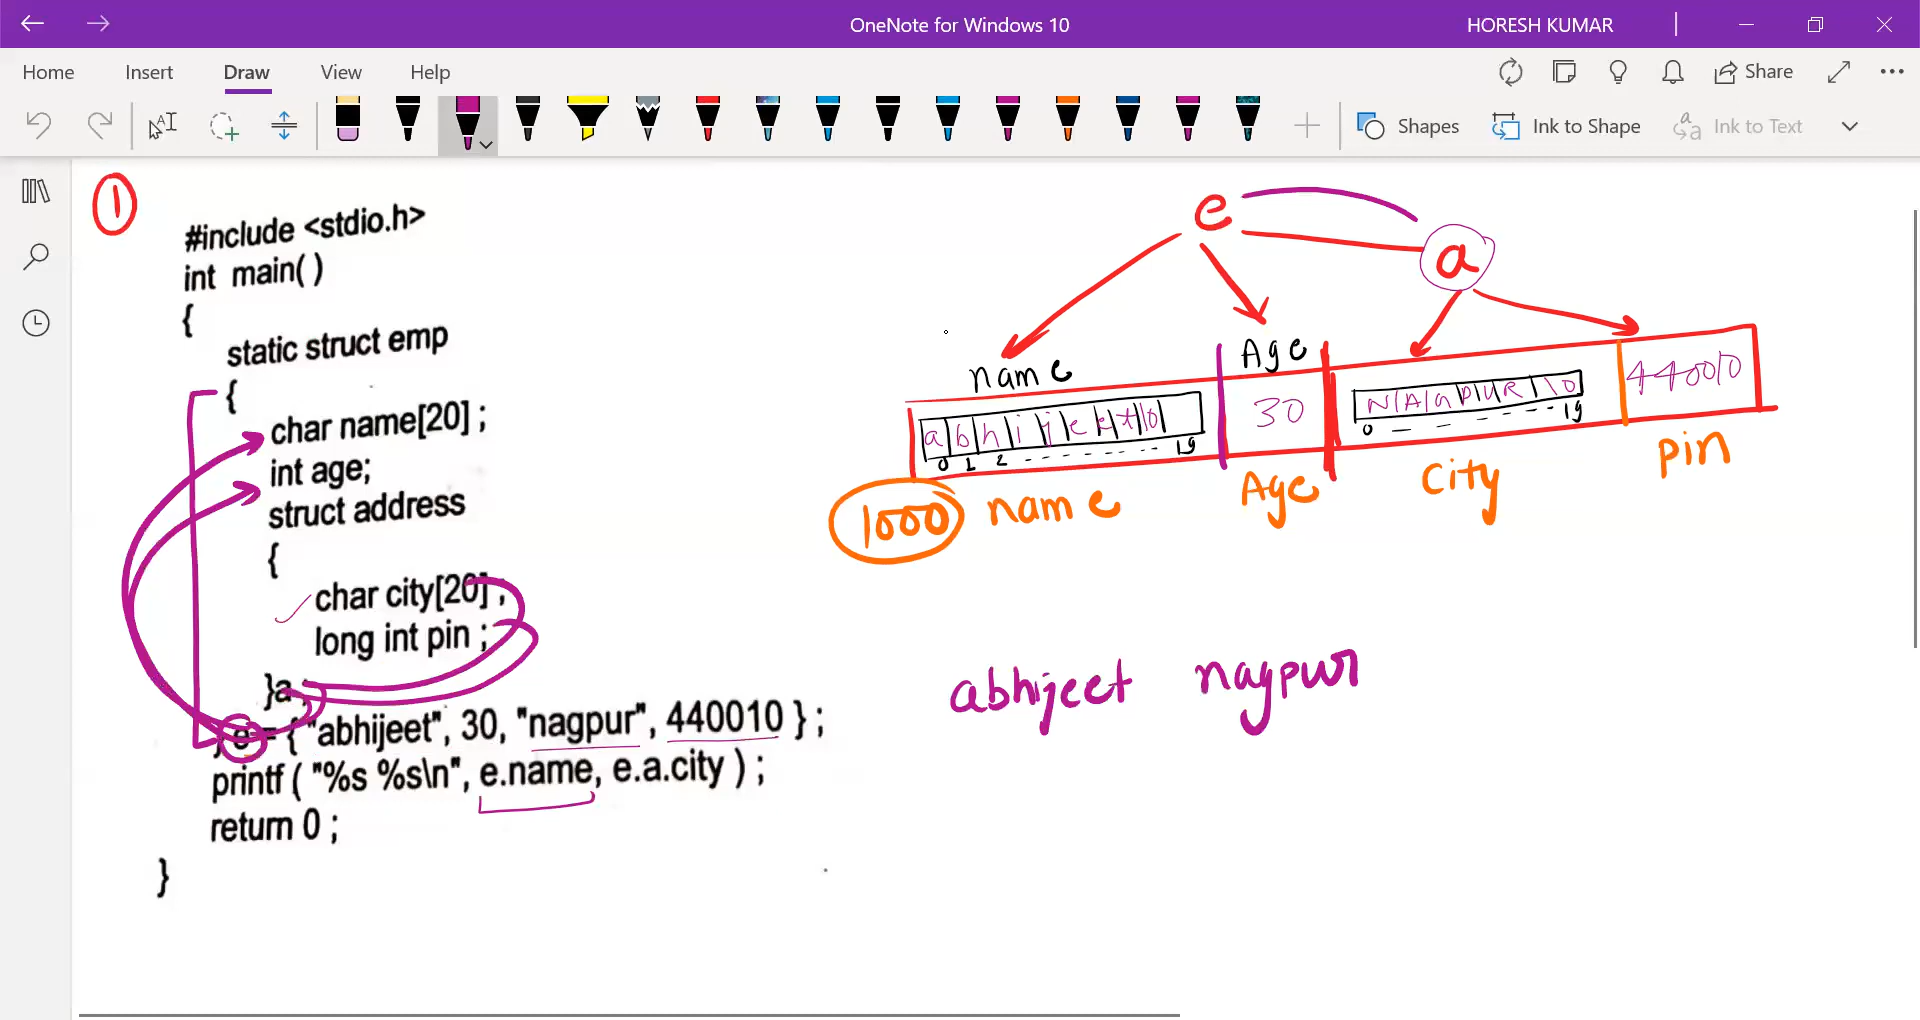 OneNote for Windows 10
HORESH KUMAR
Home Insert Draw View Help
Share
Shapes Ink to Shape Ink to Text
1
#include <stdio.h>
int main( )
{
static struct emp
{
char name[20] ;
int age;
struct address
{
char city[20] ;
long int pin ;
}a ;
} e = { "abhijeet", 30, "nagpur", 440010 } ;
printf ( "%s %s\n", e.name, e.a.city ) ;
return 0 ;
}
e
a
name Age
a b h i j e e t \0 30 N A G P U R \0 440010
0 1 2 19 0 19
1000 name Age City pin
abhijeet nagpur